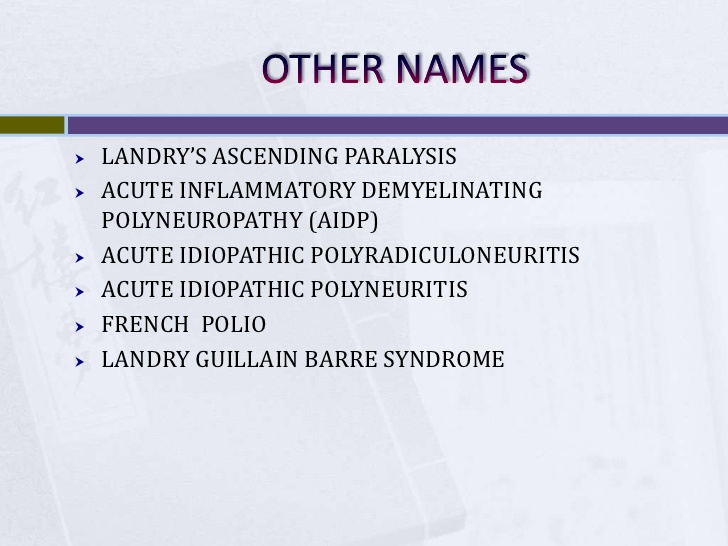 OTHER NAMES
LANDRY’S ASCENDING PARALYSIS
ACUTE INFLAMMATORY DEMYELINATING
POLYNEUROPATHY (AIDP)
ACUTE IDIOPATHIC POLYRADICULONEURITIS
ACUTE IDIOPATHIC POLYNEURITIS
FRENCH POLIO
LANDRY GUILLAIN BARRE SYNDROME